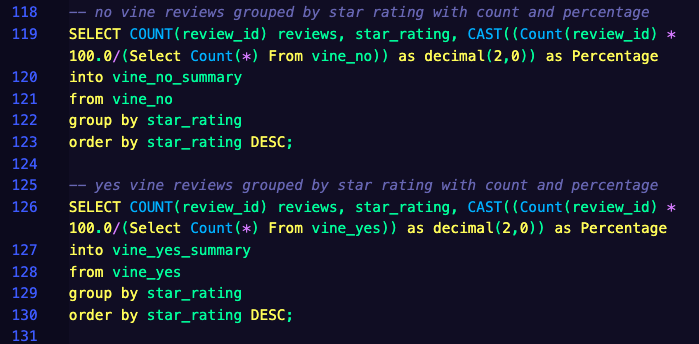 118 -- no vine reviews grouped by star rating with count and percentage
119 SELECT COUNT(review_id) reviews, star_rating, CAST((Count(review_id) *
100.0/(Select Count(*) From vine_no)) as decimal(2,0)) as Percentage
120 into vine_no_summary
121 from vine_no
122 group by star_rating
123 order by star_rating DESC;
124
125 -- yes vine reviews grouped by star rating with count and percentage
126 SELECT COUNT(review_id) reviews, star_rating, CAST((Count(review_id) *
100.0/(Select Count(*) From vine_yes)) as decimal(2,0)) as Percentage
127 into vine_yes_summary
128 from vine_yes
129 group by star_rating
130 order by star_rating DESC;
131